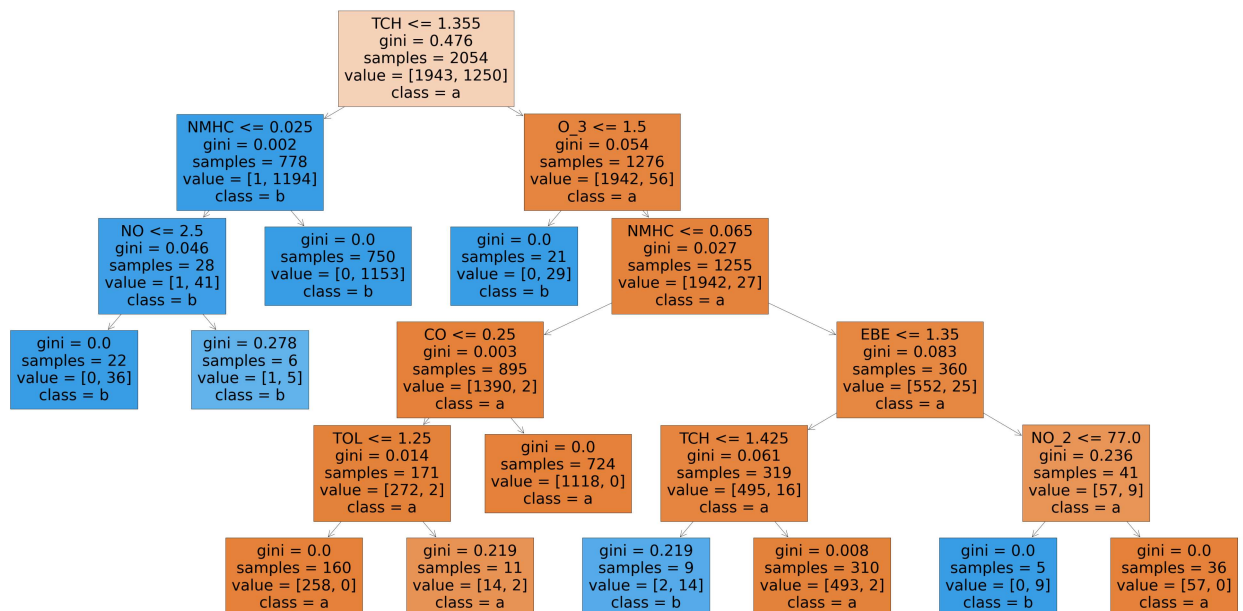 TCH <= 1.355
gini = 0.476
samples = 2054
value = [1943, 1250]
class = a
NMHC <= 0.025
gini = 0.002
samples = 778
value = [1, 1194]
class = b
O_3 <= 1.5
gini = 0.054
samples = 1276
value = [1942, 56]
class = a
NO <= 2.5
gini = 0.046
samples = 28
value = [1, 41]
class = b
gini = 0.0
samples = 750
value = [0, 1153]
class = b
gini = 0.0
samples = 21
value = [0, 29]
class = b
NMHC <= 0.065
gini = 0.027
samples = 1255
value = [1942, 27]
class = a
gini = 0.0
samples = 22
value = [0, 36]
class = b
gini = 0.278
samples = 6
value = [1, 5]
class = b
CO <= 0.25
gini = 0.003
samples = 895
value = [1390, 2]
class = a
EBE <= 1.35
gini = 0.083
samples = 360
value = [552, 25]
class = a
TOL <= 1.25
gini = 0.014
samples = 171
value = [272, 2]
class = a
gini = 0.0
samples = 724
value = [1118, 0]
class = a
TCH <= 1.425
gini = 0.061
samples = 319
value = [495, 16]
class = a
NO_2 <= 77.0
gini = 0.236
samples = 41
value = [57, 9]
class = a
gini = 0.0
samples = 160
value = [258, 0]
class = a
gini = 0.219
samples = 11
value = [14, 2]
class = a
gini = 0.219
samples = 9
value = [2, 14]
class = b
gini = 0.008
samples = 310
value = [493, 2]
class = a
gini = 0.0
samples = 5
value = [0, 9]
class = b
gini = 0.0
samples = 36
value = [57, 0]
class = a